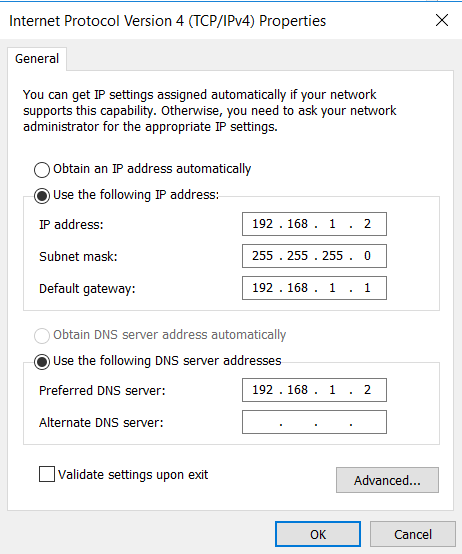 Internet Protocol Version 4 (TCP/IPv4) Properties
General
You can get IP settings assigned automatically if your network
supports this capability. Otherwise, you need to ask your network
administrator for the appropriate IP settings.
Obtain an IP address automatically
Use the following IP address:
IP address: 192 . 168 . 1 . 2
Subnet mask: 255 . 255 . 255 . 0
Default gateway: 192 . 168 . 1 . 1
Obtain DNS server address automatically
Use the following DNS server addresses
Preferred DNS server: 192 . 168 . 1 . 2
Alternate DNS server: . . .
Validate settings upon exit
Advanced...
OK Cancel